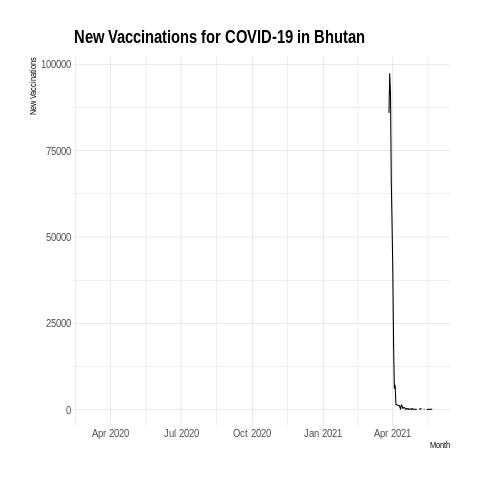 New Vaccinations for COVID-19 in Bhutan
New Vaccinations
100000
75000
50000
25000
0
Apr 2020 Jul 2020 Oct 2020 Jan 2021 Apr 2021
Month